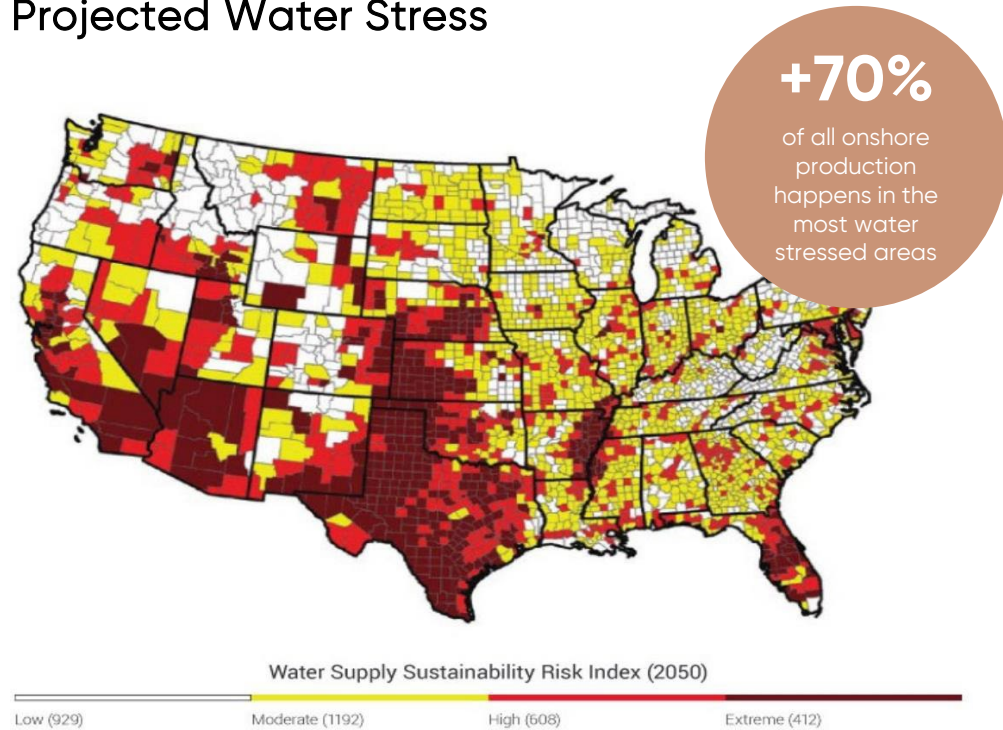 Projected Water Stress
+70%
of all onshore
production
happens in the
most water
stressed areas
Water Supply Sustainability Risk Index (2050)
Low (929)
Moderate (1192)
High (608)
Extreme (412)